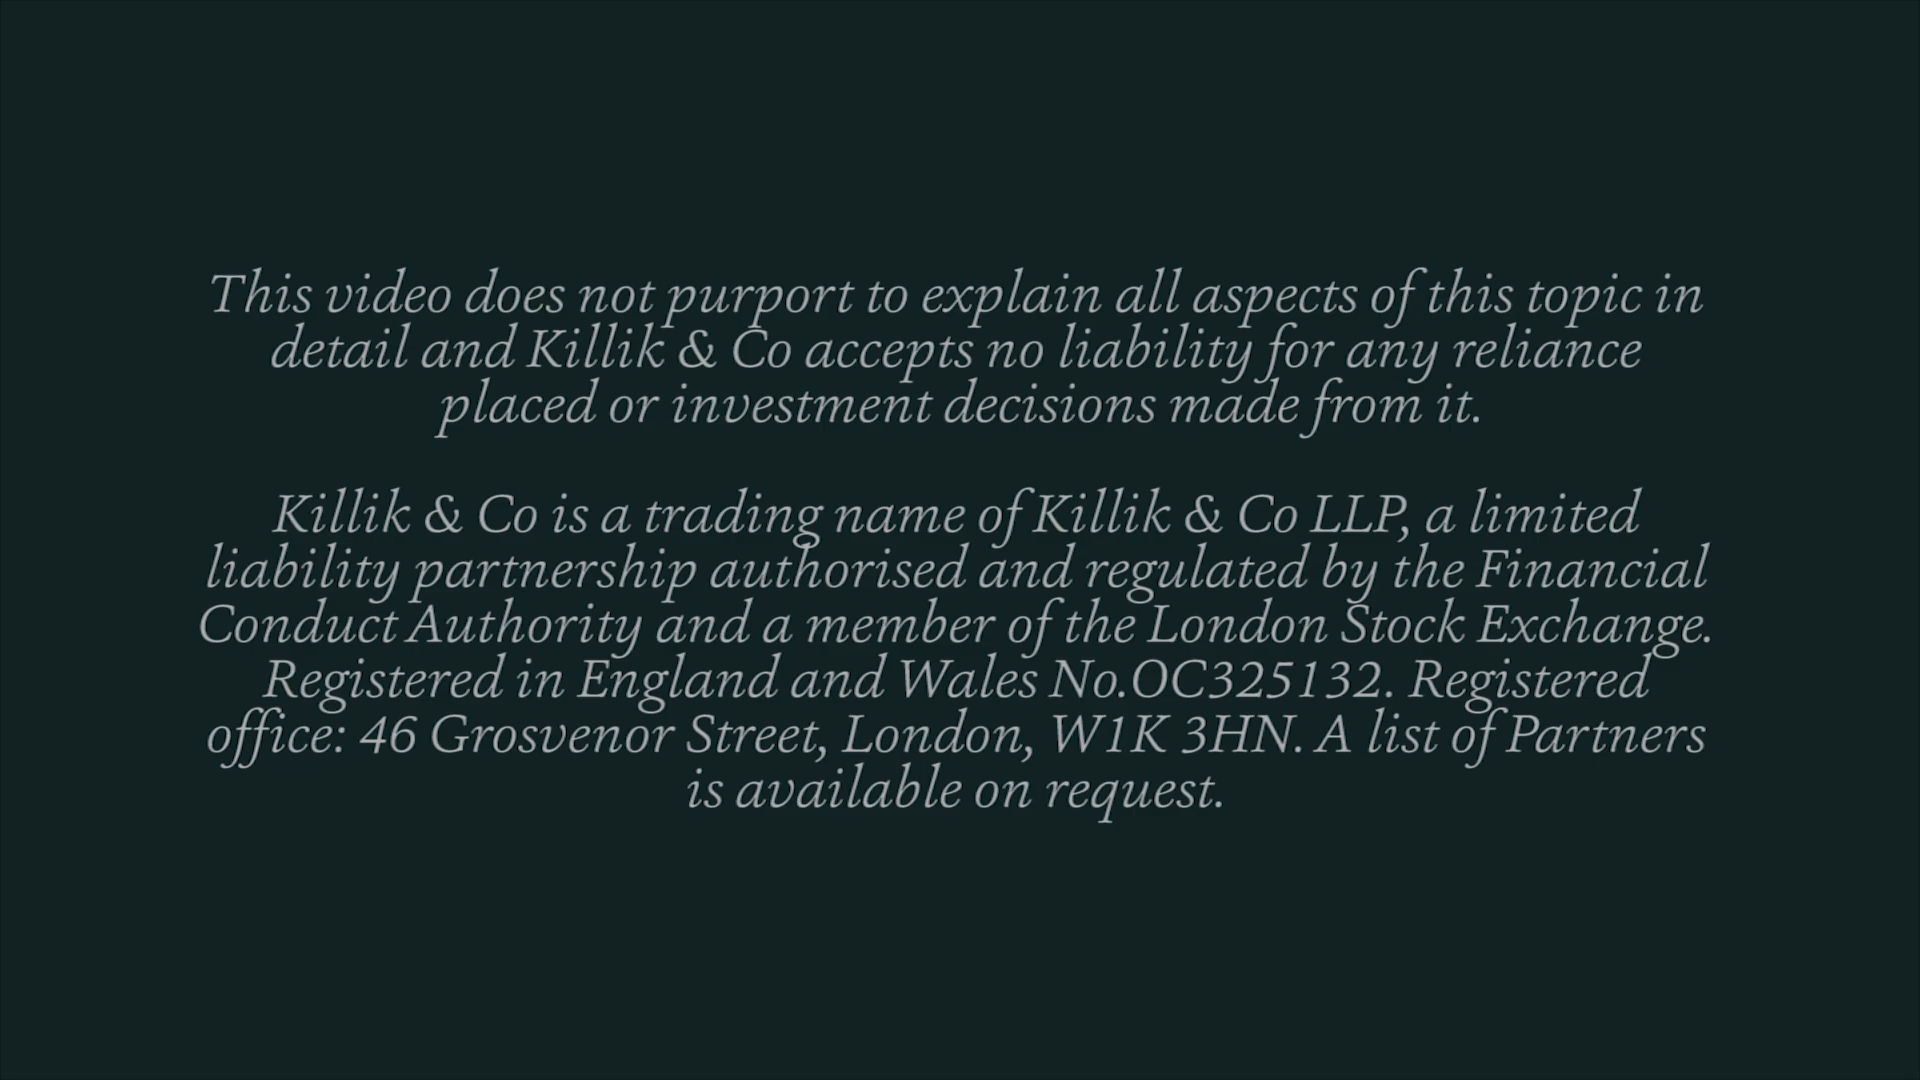 This video does not purport to explain all aspects of this topic in
detail and Killik & Co accepts no liability for any reliance
placed or investment decisions made from it.
Killik & Co is a trading name of Killik & Co LLP, a limited
liability partnership authorised and regulated by the Financial
Conduct Authority and a member of the London Stock Exchange.
Registered in England and Wales No.OC325132. Registered
office: 46 Grosvenor Street, London, W1K 3HN. A list of Partners
is available on request.